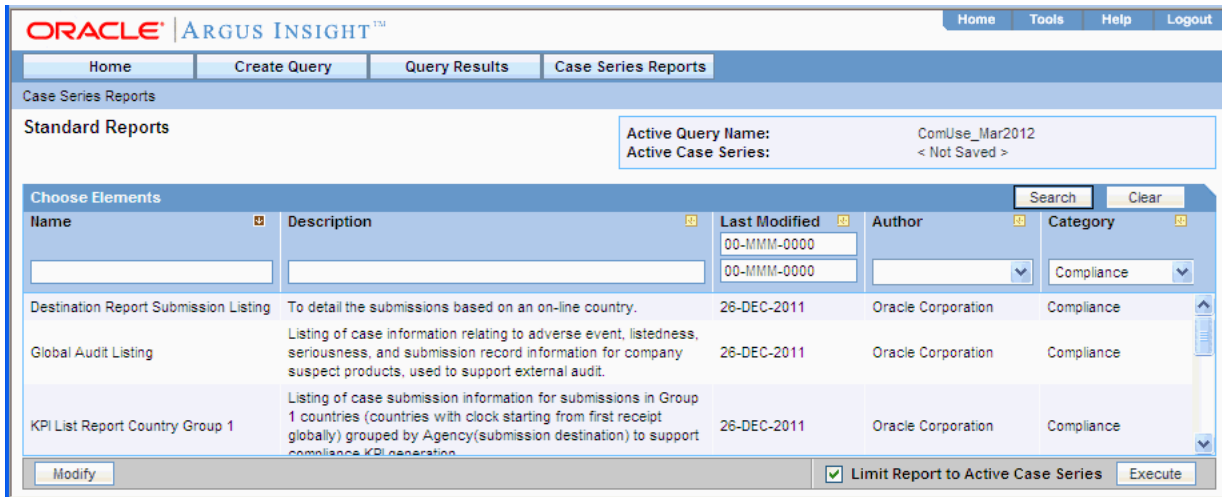 Home Tools Help Logout
ORACLE® | ARGUS INSIGHT™
Home Create Query Query Results Case Series Reports
Case Series Reports
Standard Reports
Active Query Name: ComUse_Mar2012
Active Case Series: < Not Saved >
Choose Elements Search Clear
Name Description Last Modified Author Category
00-MMM-0000
00-MMM-0000 Compliance
Destination Report Submission Listing To detail the submissions based on an on-line country. 26-DEC-2011 Oracle Corporation Compliance
Listing of case information relating to adverse event, listedness,
Global Audit Listing seriousness, and submission record information for company 26-DEC-2011 Oracle Corporation Compliance
suspect products, used to support external audit.
Listing of case submission information for submissions in Group
KPI List Report Country Group 1 1 countries (countries with clock starting from first receipt 26-DEC-2011 Oracle Corporation Compliance
globally) grouped by Agency(submission destination) to support
compliance KPI generation
Modify Limit Report to Active Case Series Execute